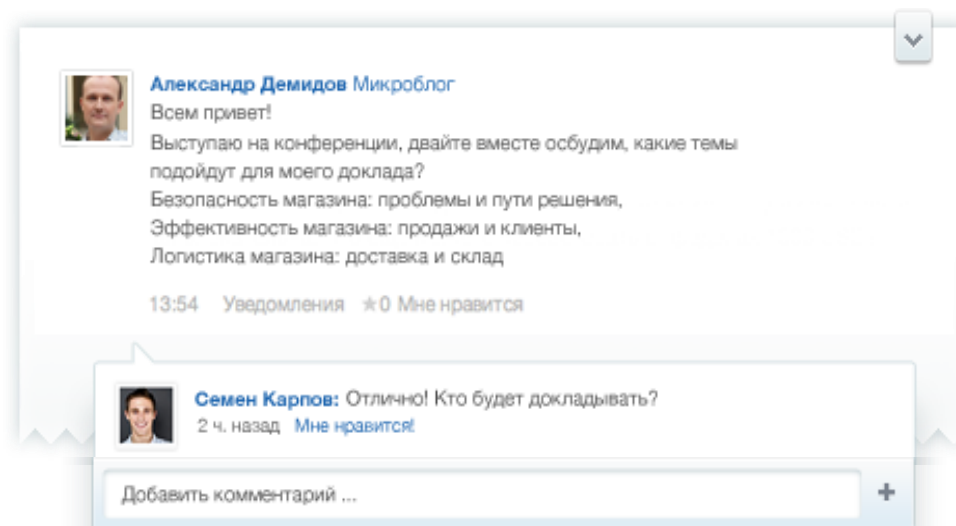 Александр Демидов Микроблог
Всем привет!
Выступаю на конференции, двайте вместе осбудим, какие темы
подойдут для моего доклада?
Безопасность магазина: проблемы и пути решения,
Эффективность магазина: продажи и клиенты,
Логистика магазина: доставка и склад
13:54 Уведомления ★0 Мне нравится
Семен Карпов: Отлично! Кто будет докладывать?
2 ч. назад Мне нравится!
Добавить комментарий ...